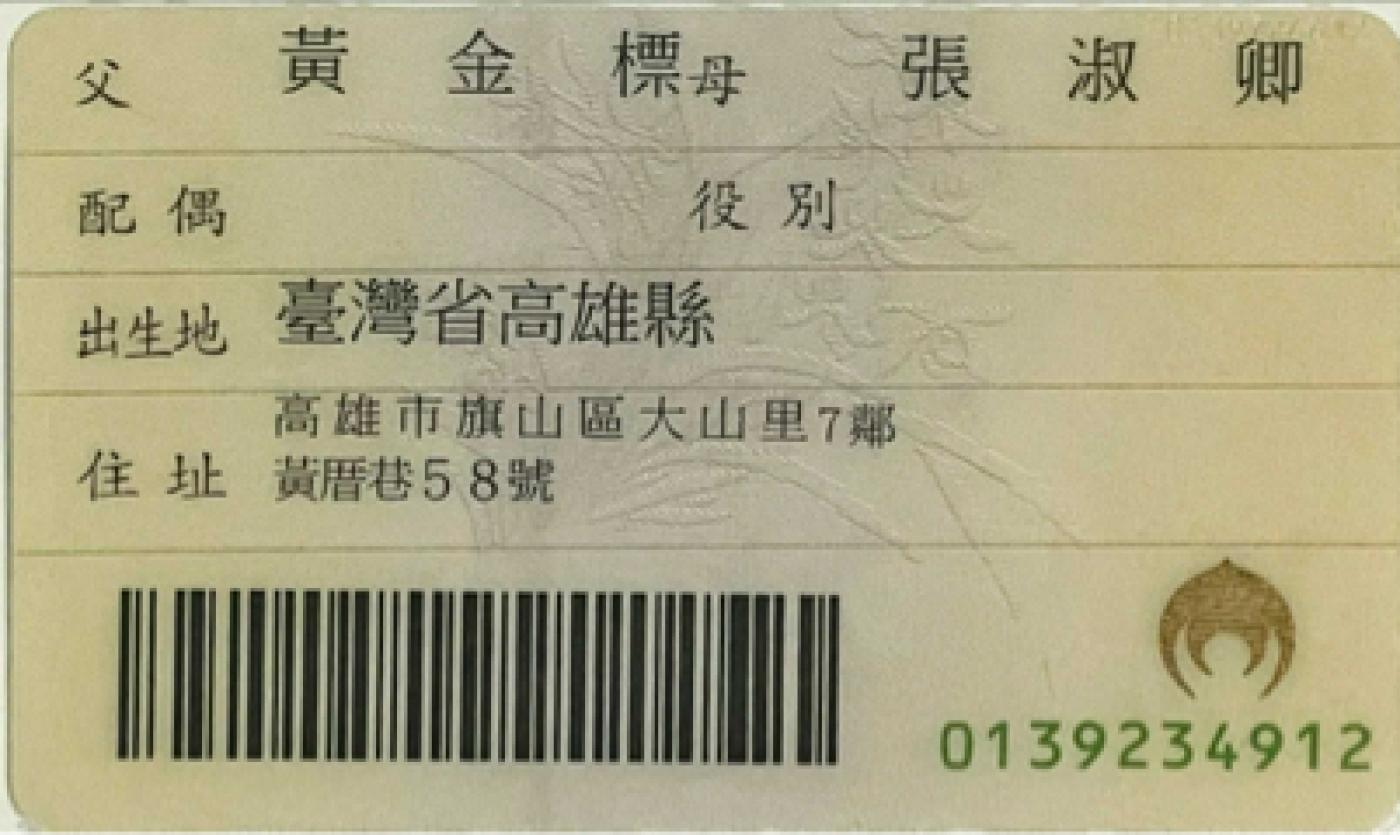 父 黃金標 母 張淑卿
配偶 役別
出生地 臺灣省高雄縣
住址 高雄市旗山區大山里7鄰
黃厝巷58號
0139234912